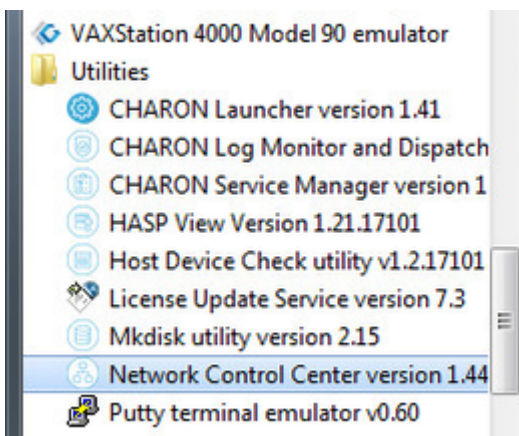 VAXStation 4000 Model 90 emulator
Utilities
CHARON Launcher version 1.41
CHARON Log Monitor and Dispatch
CHARON Service Manager version 1
HASP View Version 1.21.17101
Host Device Check utility v1.2.17101
License Update Service version 7.3
Mkdisk utility version 2.15
Network Control Center version 1.44
Putty terminal emulator v0.60